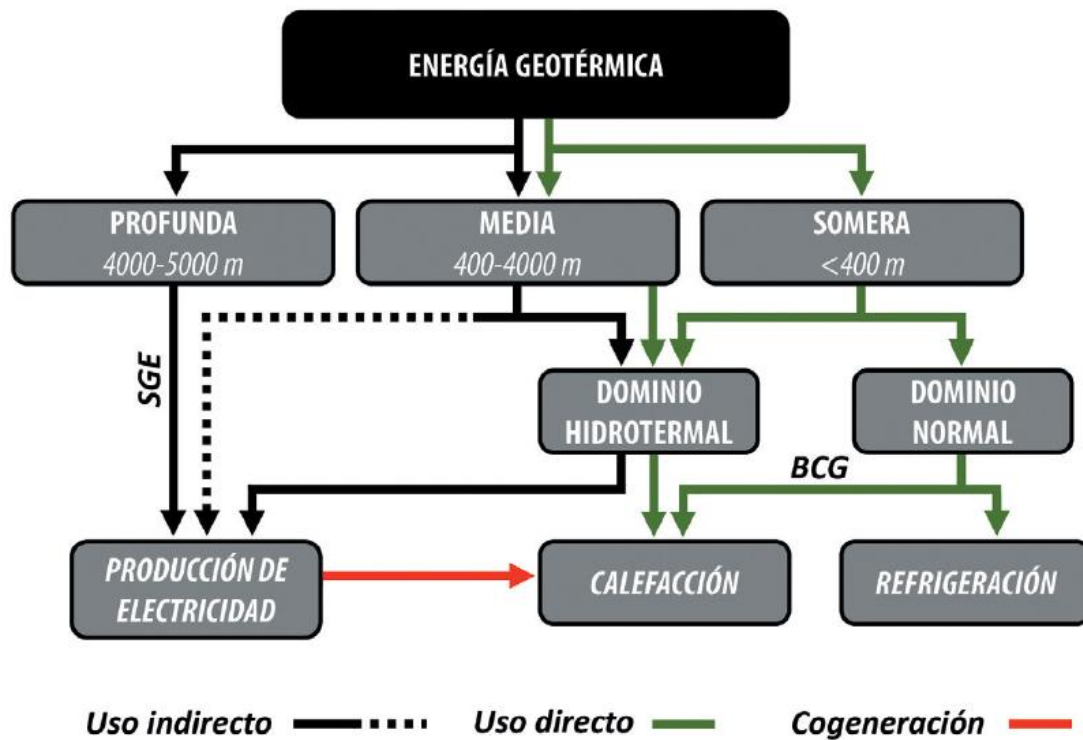 ENERGÍA GEOTÉRMICA
PROFUNDA
4000-5000 m
MEDIA
400-4000 m
SOMERA
<400 m
SGE
DOMINIO
HIDROTERMAL
DOMINIO
NORMAL
BCG
PRODUCCIÓN DE
ELECTRICIDAD
CALEFACCIÓN
REFRIGERACIÓN
Uso indirecto
Uso directo
Cogeneración